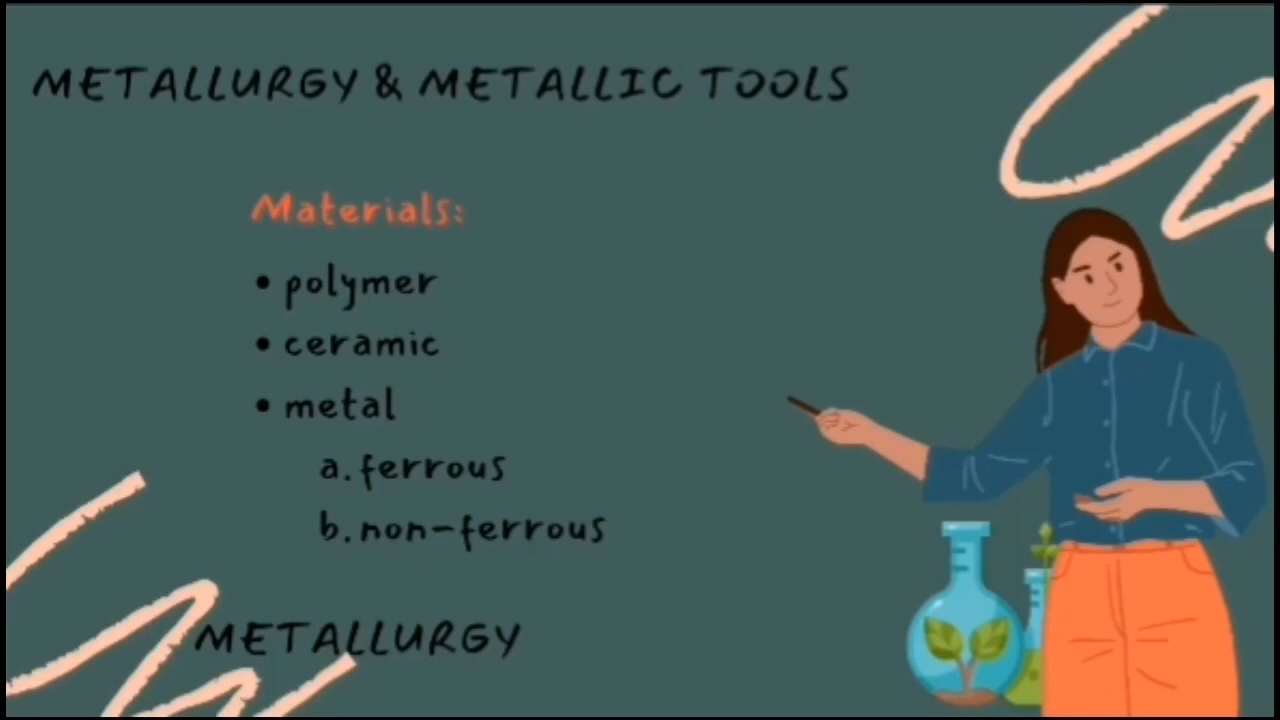 METALLURGY & METALLIC TOOLS
Materials:
• polymer
• ceramic
• metal
a. ferrous
b. non-ferrous
METALLURGY